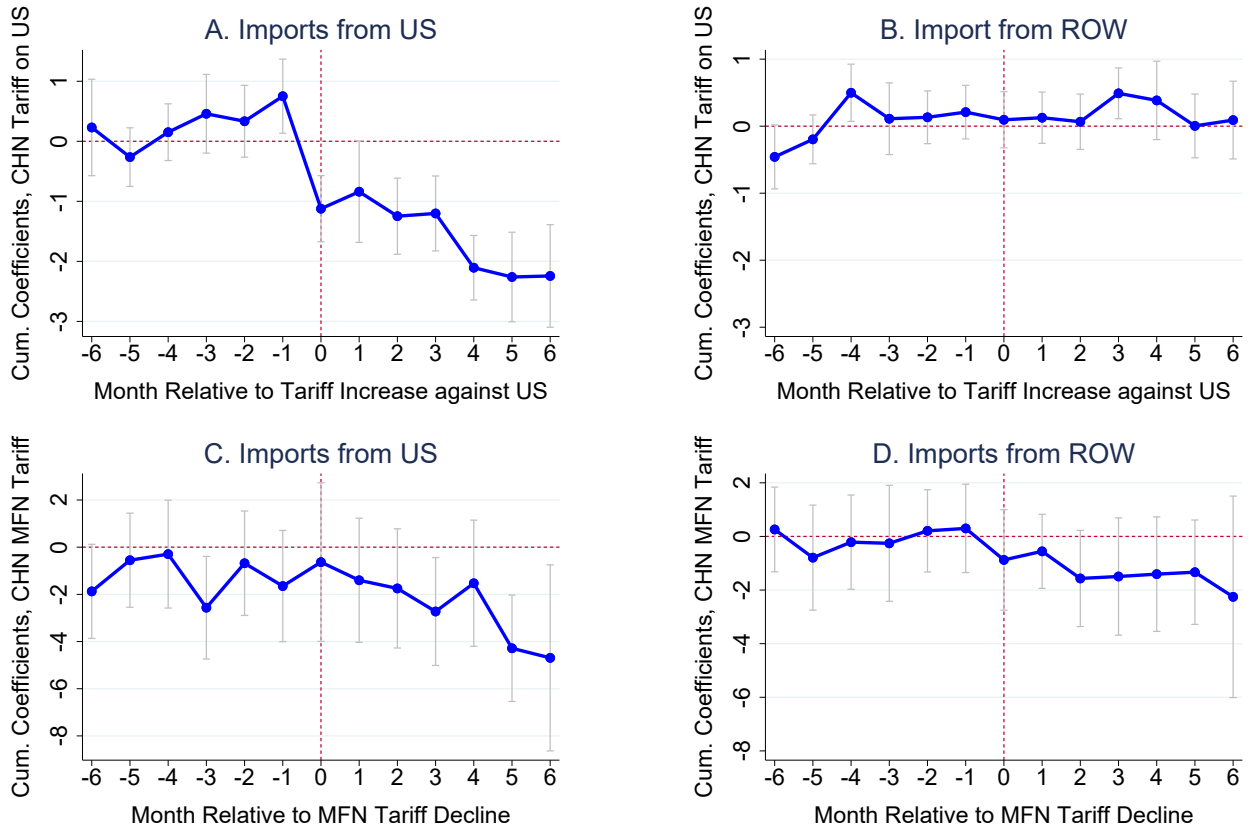 A. Imports from US
Cum. Coefficients, CHN Tariff on US
1
0
-1
-2
-3
-6 -5 -4 -3 -2 -1 0 1 2 3 4 5 6
Month Relative to Tariff Increase against US
B. Import from ROW
Cum. Coefficients, CHN Tariff on US
1
0
-1
-2
-3
-6 -5 -4 -3 -2 -1 0 1 2 3 4 5 6
Month Relative to Tariff Increase against US
C. Imports from US
Cum. Coefficients, CHN MFN Tariff
2
0
-2
-4
-6
-8
-6 -5 -4 -3 -2 -1 0 1 2 3 4 5 6
Month Relative to MFN Tariff Decline
D. Imports from ROW
Cum. Coefficients, CHN MFN Tariff
2
0
-2
-4
-6
-8
-6 -5 -4 -3 -2 -1 0 1 2 3 4 5 6
Month Relative to MFN Tariff Decline